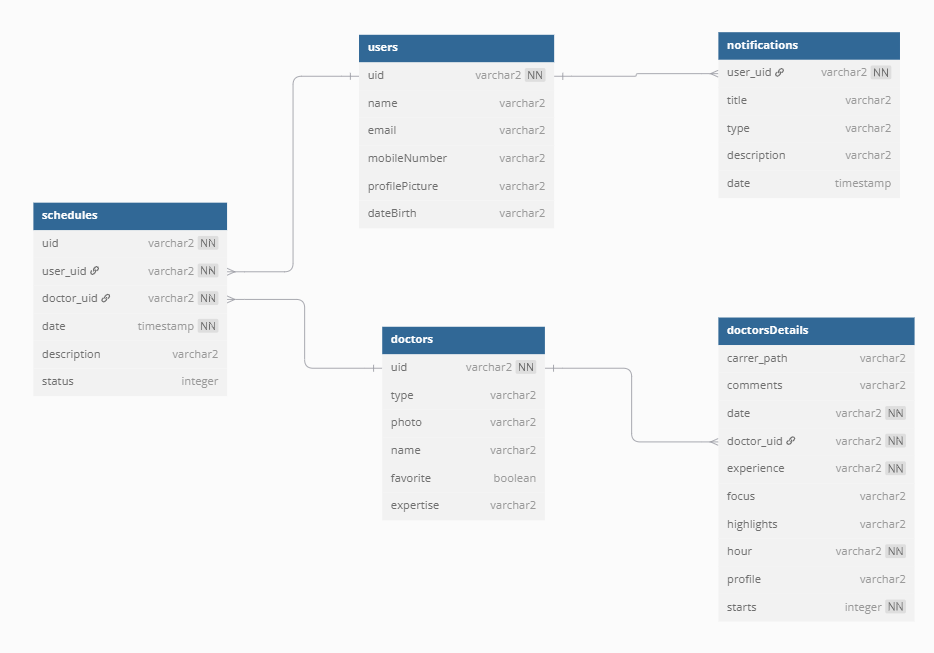 users
uid varchar2 NN
name varchar2
email varchar2
mobileNumber varchar2
profilePicture varchar2
dateBirth varchar2
notifications
user_uid varchar2 NN
title varchar2
type varchar2
description varchar2
date timestamp
schedules
uid varchar2 NN
user_uid varchar2 NN
doctor_uid varchar2 NN
date timestamp NN
description varchar2
status integer
doctors
uid varchar2 NN
type varchar2
photo varchar2
name varchar2
favorite boolean
expertise varchar2
doctorsDetails
carrer_path varchar2
comments varchar2
date varchar2 NN
doctor_uid varchar2 NN
experience varchar2 NN
focus varchar2
highlights varchar2
hour varchar2 NN
profile varchar2
starts integer NN